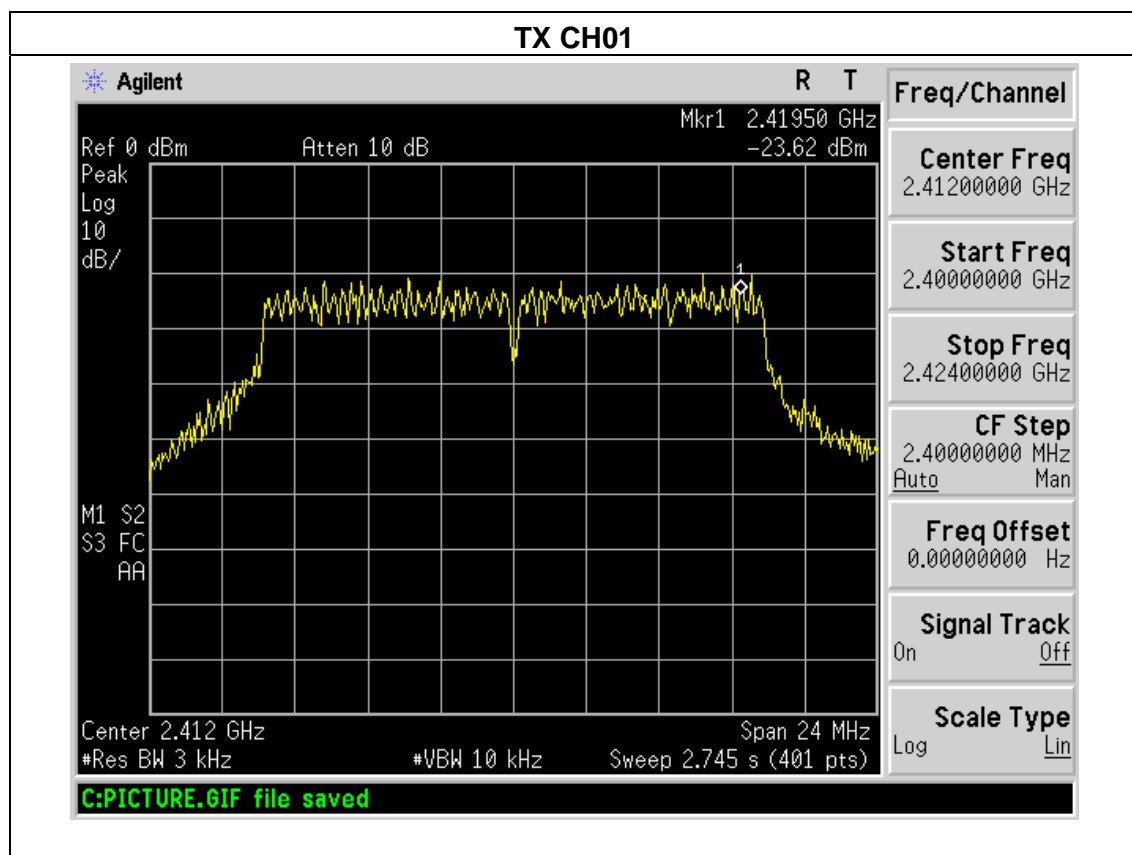 TX CH01
Agilent R T
Mkr1 2.41950 GHz
Ref 0 dBm Atten 10 dB -23.62 dBm
Peak
Log
10
dB/
1
M1 S2
S3 FC
AA
Center 2.412 GHz Span 24 MHz
#Res BW 3 kHz #VBW 10 kHz Sweep 2.745 s (401 pts)
C:PICTURE.GIF file saved
Freq/Channel
Center Freq
2.41200000 GHz
Start Freq
2.40000000 GHz
Stop Freq
2.42400000 GHz
CF Step
2.40000000 MHz
Auto Man
Freq Offset
0.00000000 Hz
Signal Track
On Off
Scale Type
Log Lin